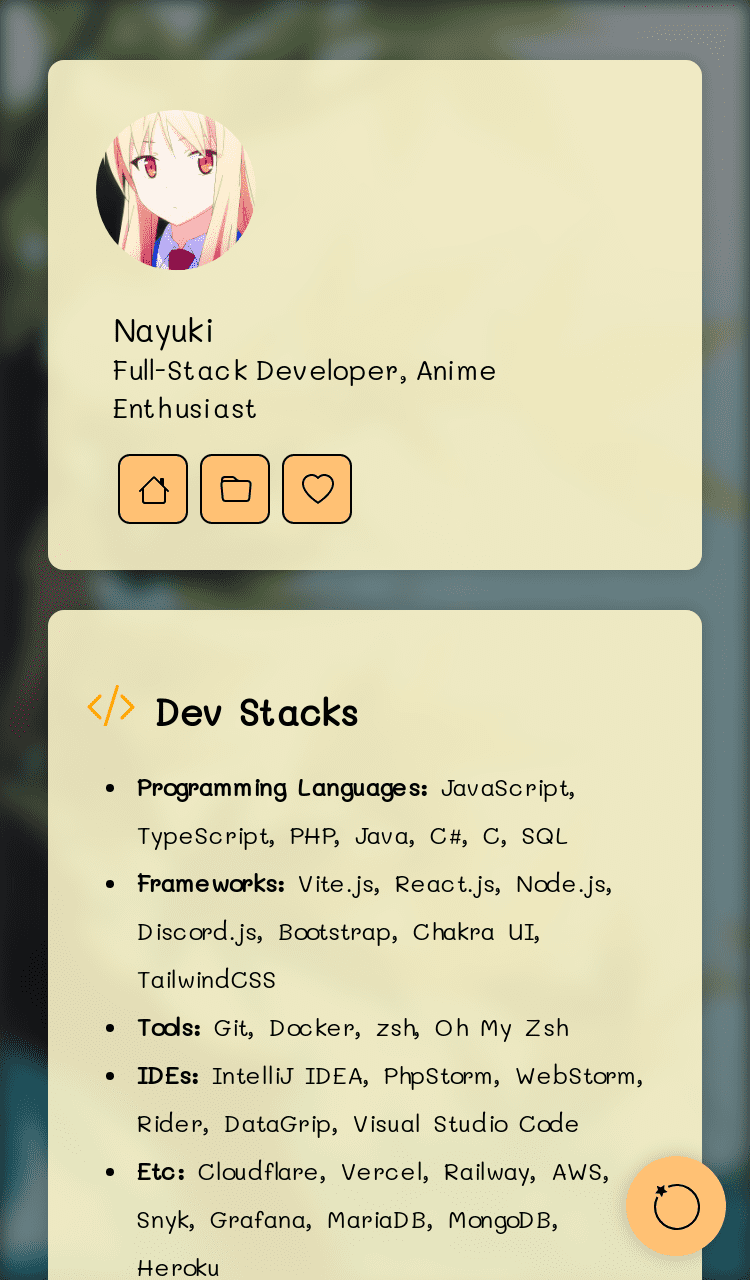 Nayuki
Full-Stack Developer, Anime
Enthusiast
Dev Stacks
Programming Languages: JavaScript,
TypeScript, PHP, Java, C#, C, SQL
Frameworks: Vite.js, React.js, Node.js,
Discord.js, Bootstrap, Chakra UI,
TailwindCSS
Tools: Git, Docker, zsh, Oh My Zsh
IDEs: IntelliJ IDEA, PhpStorm, WebStorm,
Rider, DataGrip, Visual Studio Code
Etc: Cloudflare, Vercel, Railway, AWS,
Snyk, Grafana, MariaDB, MongoDB,
Heroku